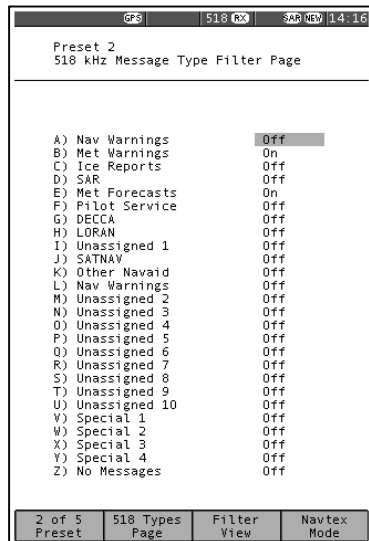 GPS 518 RX SAR NEW 14:16
Preset 2
518 kHz Message Type Filter Page
A) Nav Warnings Off
B) Met Warnings On
C) Ice Reports Off
D) SAR Off
E) Met Forecasts On
F) Pilot Service Off
G) DECCA Off
H) LORAN Off
I) Unassigned 1 Off
J) SATNAV Off
K) Other Navaid Off
L) Nav Warnings Off
M) Unassigned 2 Off
N) Unassigned 3 Off
O) Unassigned 4 Off
P) Unassigned 5 Off
Q) Unassigned 6 Off
R) Unassigned 7 Off
S) Unassigned 8 Off
T) Unassigned 9 Off
U) Unassigned 10 Off
V) Special 1 Off
W) Special 2 Off
X) Special 3 Off
Y) Special 4 Off
Z) No Messages Off
2 of 5 518 Types Filter Navtex
Preset Page View Mode